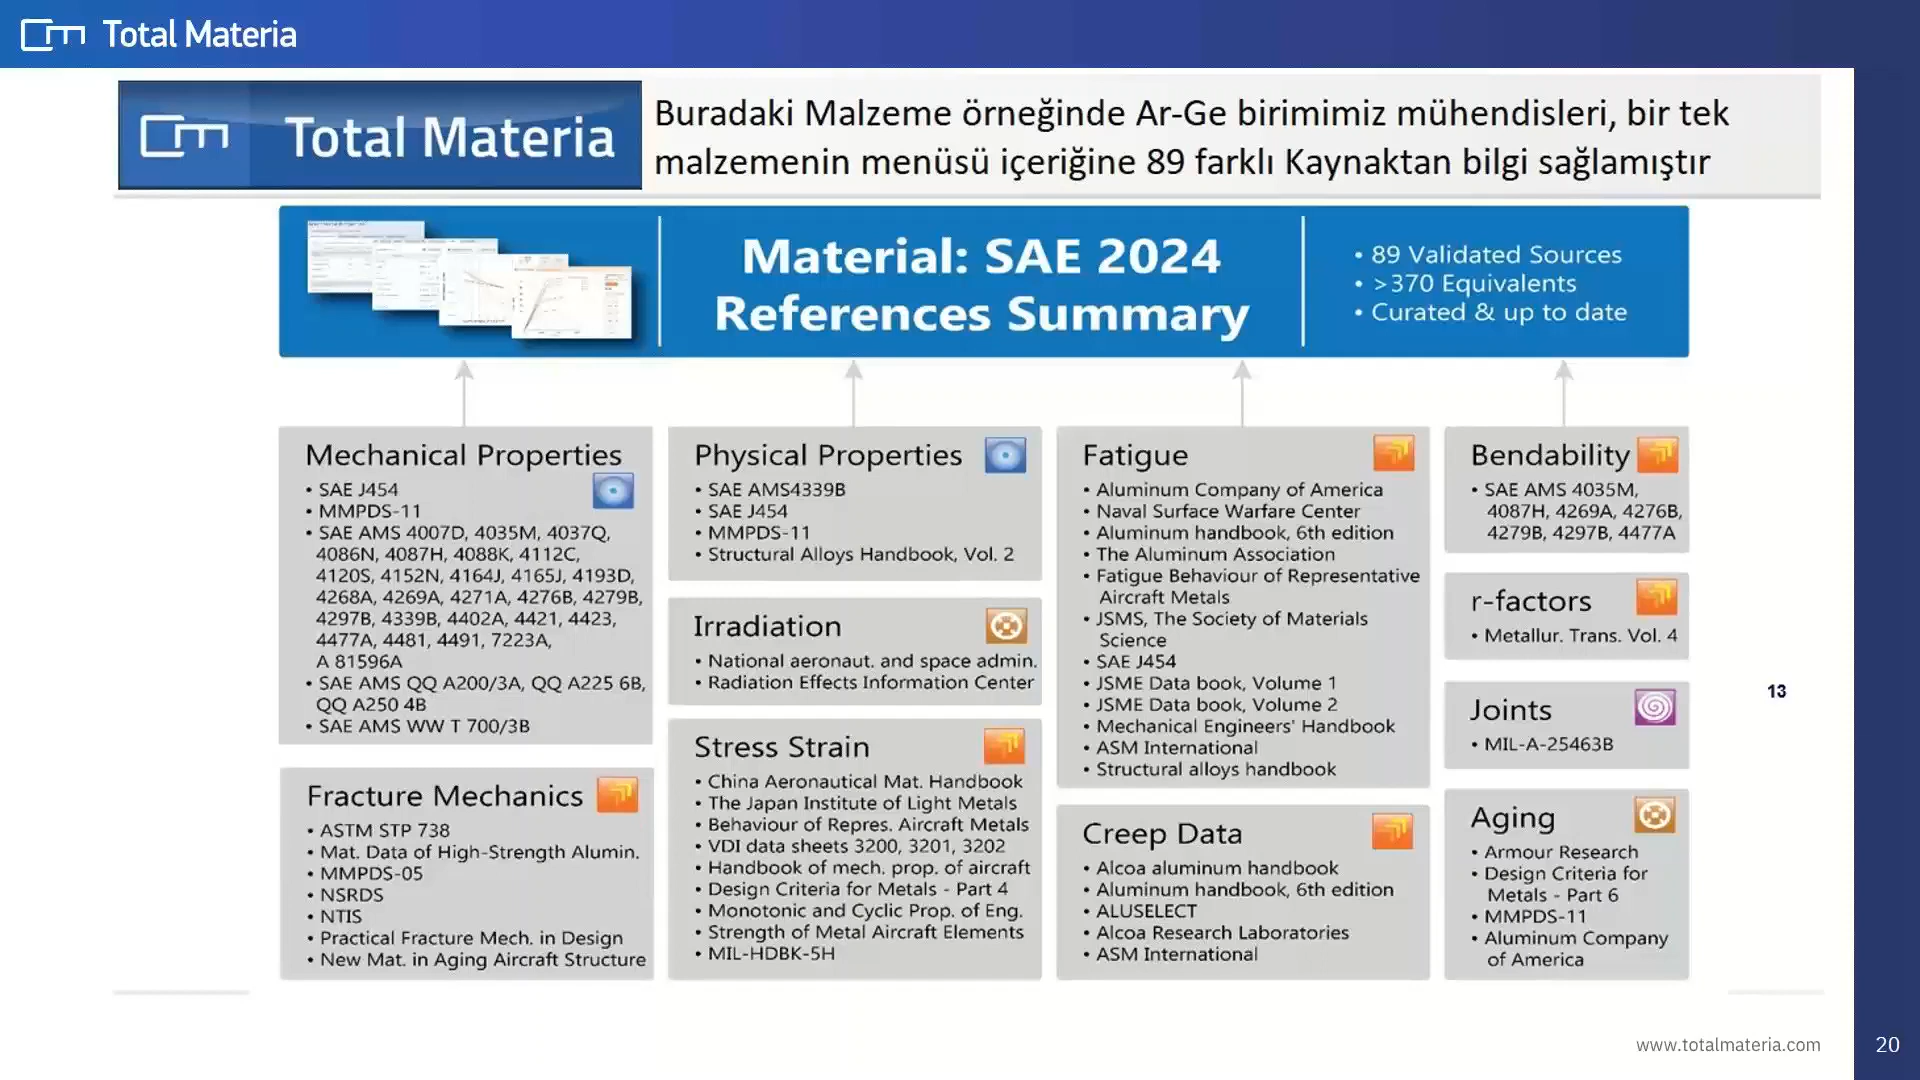 Total Materia
Total Materia
Buradaki Malzeme örneğinde Ar-Ge birimimiz mühendisleri, bir tek
malzemenin menüsü içeriğine 89 farklı Kaynaktan bilgi sağlamıştır
Material: SAE 2024
References Summary
• 89 Validated Sources
• >370 Equivalents
• Curated & up to date
Mechanical Properties
• SAE J454
• MMPDS-11
• SAE AMS 4007D, 4035M, 4037Q,
4086N, 4087H, 4088K, 4112C,
4120S, 4152N, 4164J, 4165J, 4193D,
4268A, 4269A, 4271A, 4276B, 4279B,
4297B, 4339B, 4402A, 4421, 4423,
4477A, 4481, 4491, 7223A,
A 81596A
• SAE AMS QQ A200/3A, QQ A225 6B,
QQ A250 4B
• SAE AMS WW T 700/3B
Fracture Mechanics
• ASTM STP 738
• Mat. Data of High-Strength Alumin.
• MMPDS-05
• NSRDS
• NTIS
• Practical Fracture Mech. in Design
• New Mat. in Aging Aircraft Structure
Physical Properties
• SAE AMS4339B
• SAE J454
• MMPDS-11
• Structural Alloys Handbook, Vol. 2
Irradiation
• National aeronaut. and space admin.
• Radiation Effects Information Center
Stress Strain
• China Aeronautical Mat. Handbook
• The Japan Institute of Light Metals
• Behaviour of Repres. Aircraft Metals
• VDI data sheets 3200, 3201, 3202
• Handbook of mech. prop. of aircraft
• Design Criteria for Metals - Part 4
• Monotonic and Cyclic Prop. of Eng.
• Strength of Metal Aircraft Elements
• MIL-HDBK-5H
Fatigue
• Aluminum Company of America
• Naval Surface Warfare Center
• Aluminum handbook, 6th edition
• The Aluminum Association
• Fatigue Behaviour of Representative
Aircraft Metals
• JSMS, The Society of Materials
Science
• SAE J454
• JSME Data book, Volume 1
• JSME Data book, Volume 2
• Mechanical Engineers' Handbook
• ASM International
• Structural alloys handbook
Creep Data
• Alcoa aluminum handbook
• Aluminum handbook, 6th edition
• ALUSELECT
• Alcoa Research Laboratories
• ASM International
Bendability
• SAE AMS 4035M,
4087H, 4269A, 4276B,
4279B, 4297B, 4477A
r-factors
• Metallur. Trans. Vol. 4
Joints
• MIL-A-25463B
Aging
• Armour Research
• Design Criteria for
Metals - Part 6
• MMPDS-11
• Aluminum Company
of America
13
www.totalmateria.com
20